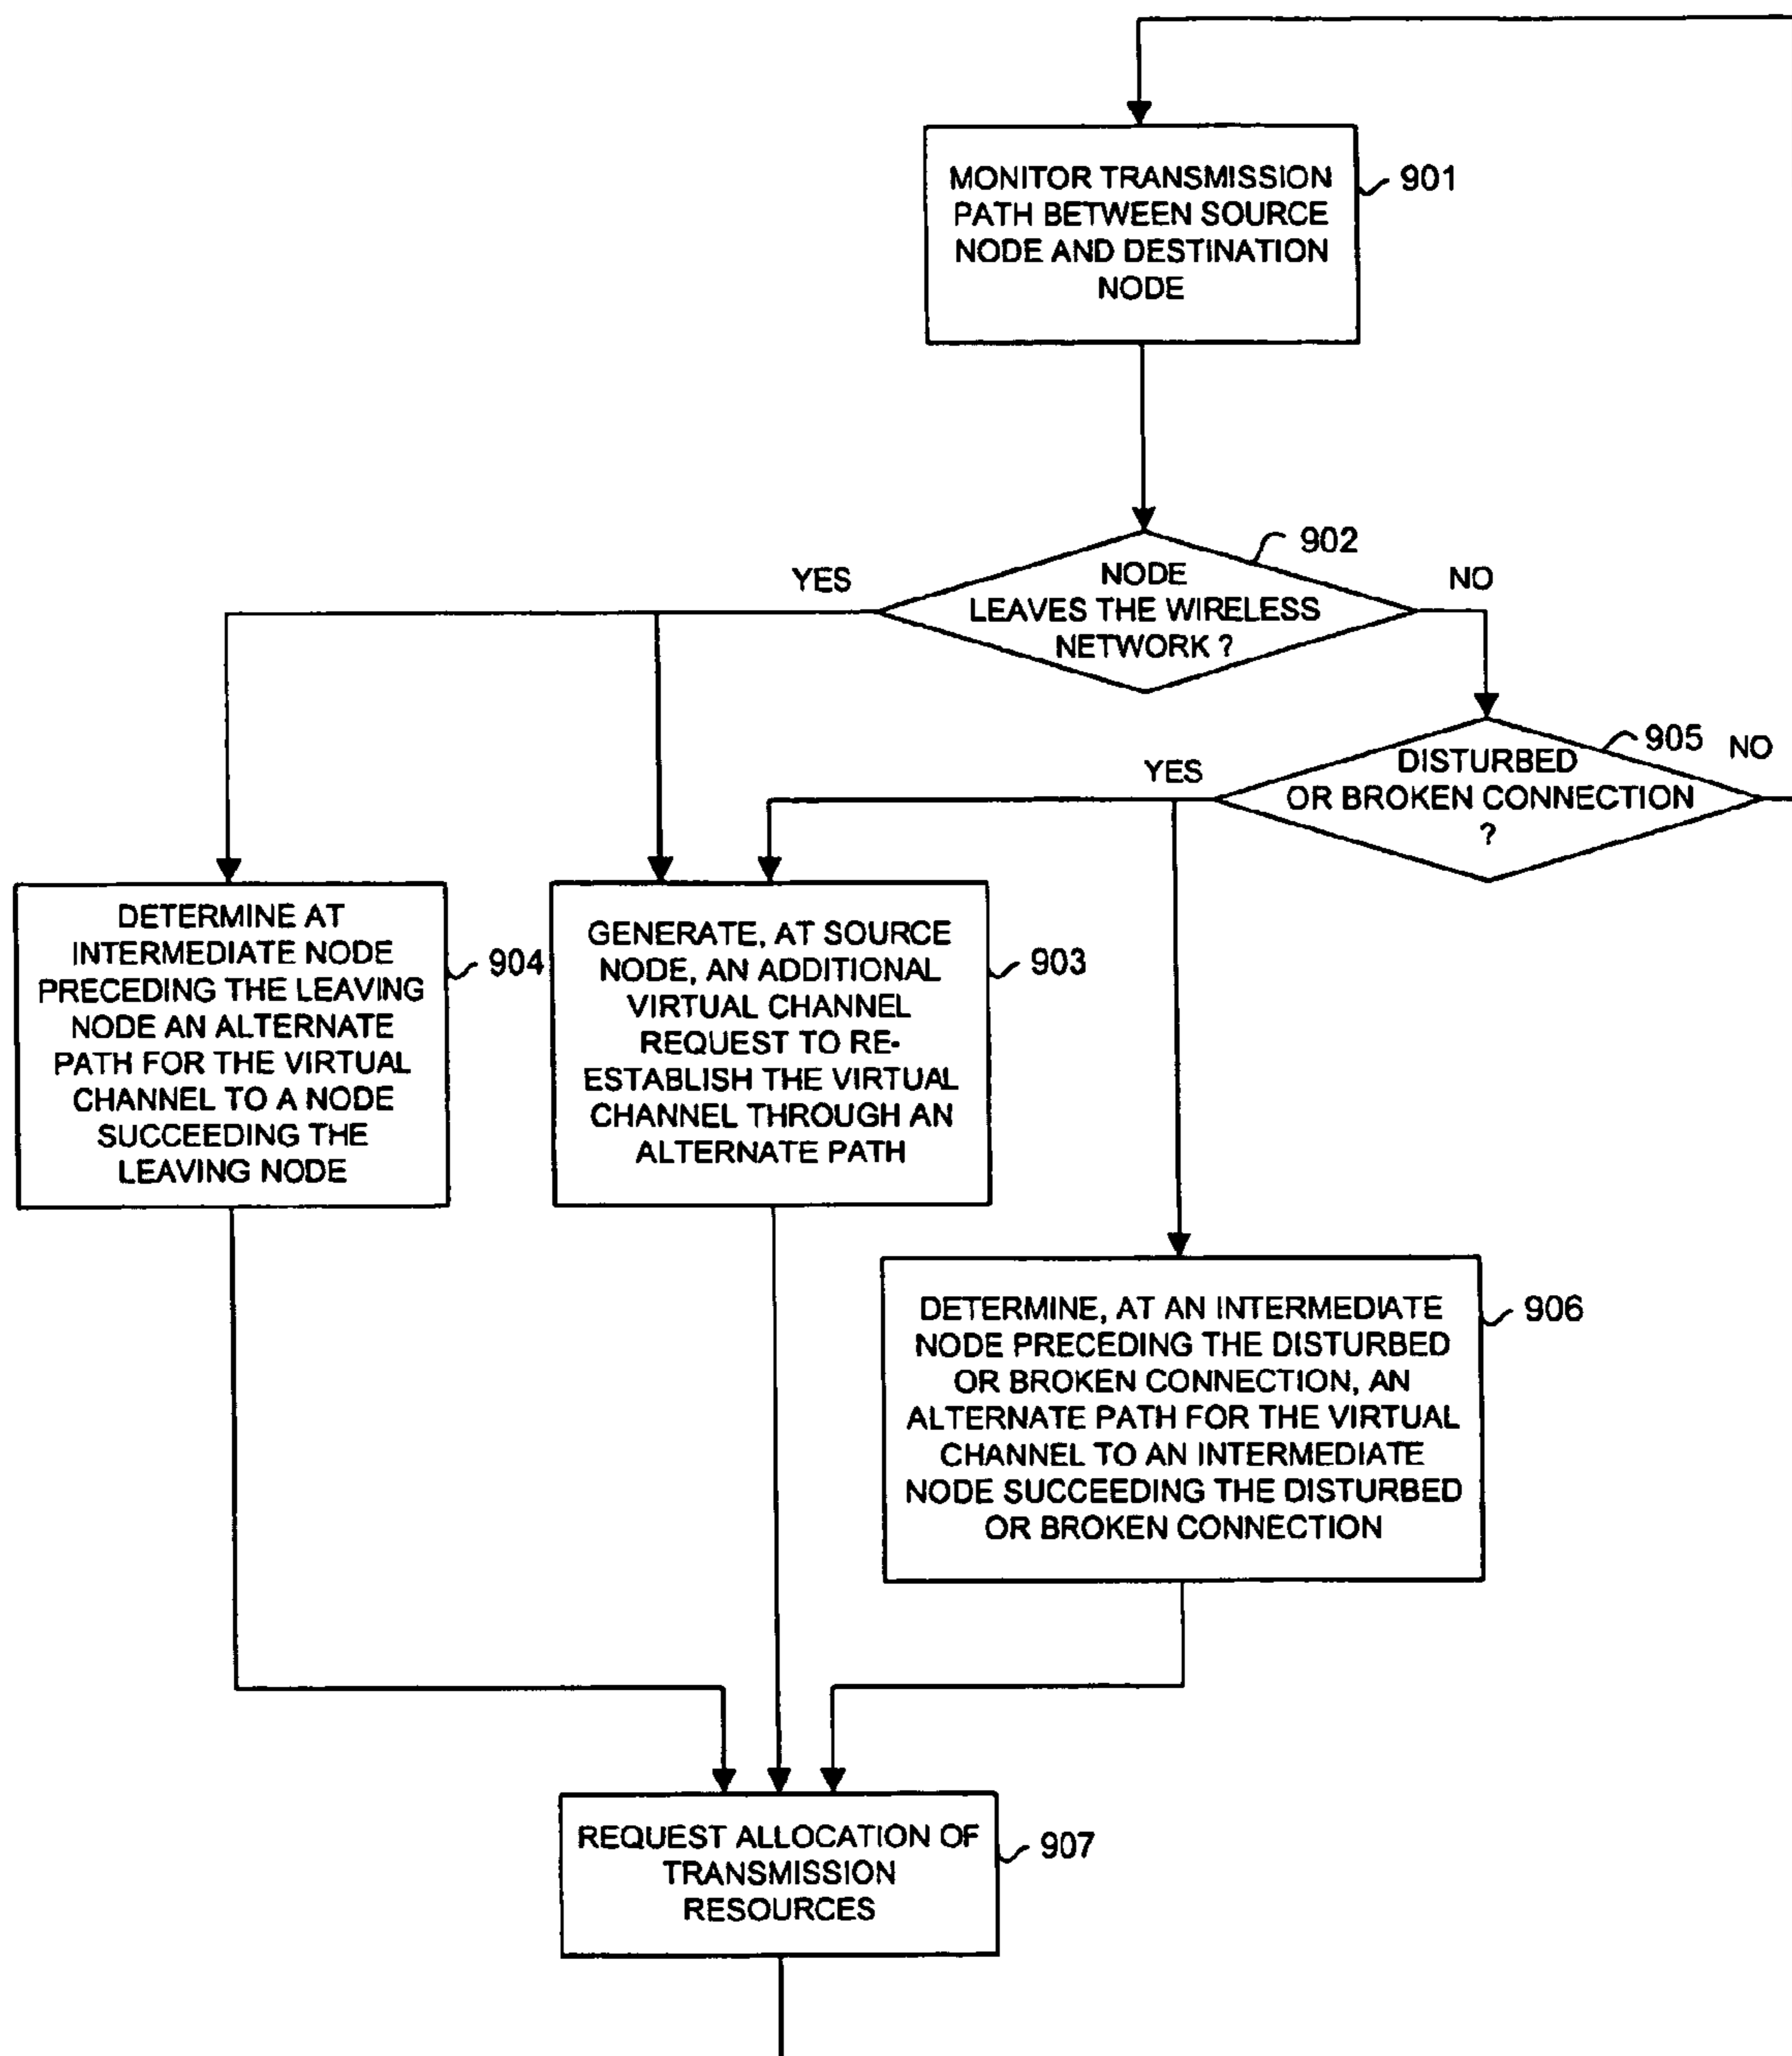 MONITOR TRANSMISSION
PATH BETWEEN SOURCE
NODE AND DESTINATION
NODE
901
902
NODE
LEAVES THE WIRELESS
NETWORK ?
YES
NO
905
DISTURBED
OR BROKEN CONNECTION
?
YES
NO
DETERMINE AT
INTERMEDIATE NODE
PRECEDING THE LEAVING
NODE AN ALTERNATE
PATH FOR THE VIRTUAL
CHANNEL TO A NODE
SUCCEEDING THE
LEAVING NODE
904
GENERATE, AT SOURCE
NODE, AN ADDITIONAL
VIRTUAL CHANNEL
REQUEST TO RE-
ESTABLISH THE VIRTUAL
CHANNEL THROUGH AN
ALTERNATE PATH
903
DETERMINE, AT AN INTERMEDIATE
NODE PRECEDING THE DISTURBED
OR BROKEN CONNECTION, AN
ALTERNATE PATH FOR THE VIRTUAL
CHANNEL TO AN INTERMEDIATE
NODE SUCCEEDING THE DISTURBED
OR BROKEN CONNECTION
906
REQUEST ALLOCATION OF
TRANSMISSION
RESOURCES
907